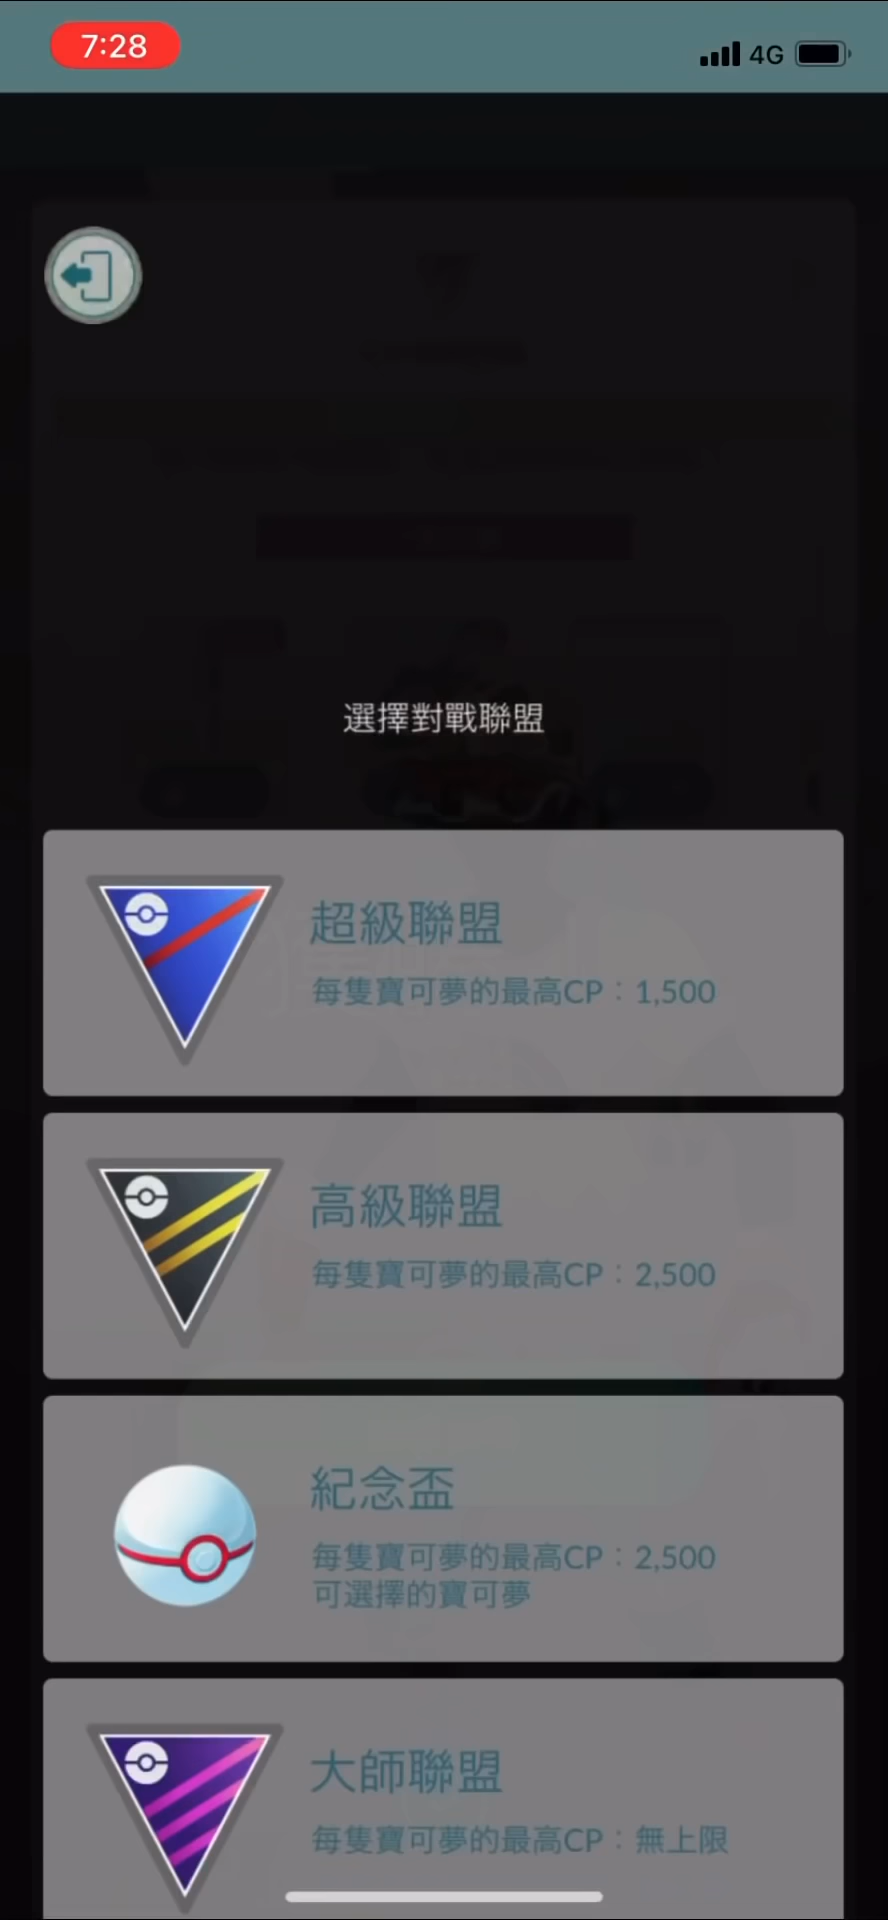 7:28
4G
選擇對戰聯盟
超級聯盟
每隻寶可夢的最高CP：1,500
高級聯盟
每隻寶可夢的最高CP：2,500
紀念盃
每隻寶可夢的最高CP：2,500
可選擇的寶可夢
大師聯盟
每隻寶可夢的最高CP：無上限